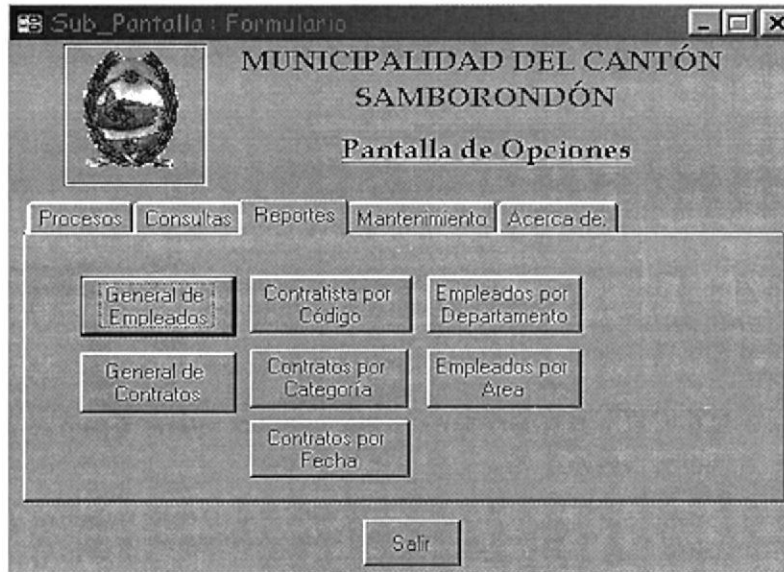 Sub_Pantalla : Formulario
MUNICIPALIDAD DEL CANTÓN
SAMBORONDÓN
Pantalla de Opciones
Procesos
Consultas
Reportes
Mantenimiento
Acerca de:
General de
Empleados
Contratista por
Código
Empleados por
Departamento
General de
Contratos
Contratos por
Categoría
Empleados por
Area
Contratos por
Fecha
Salir